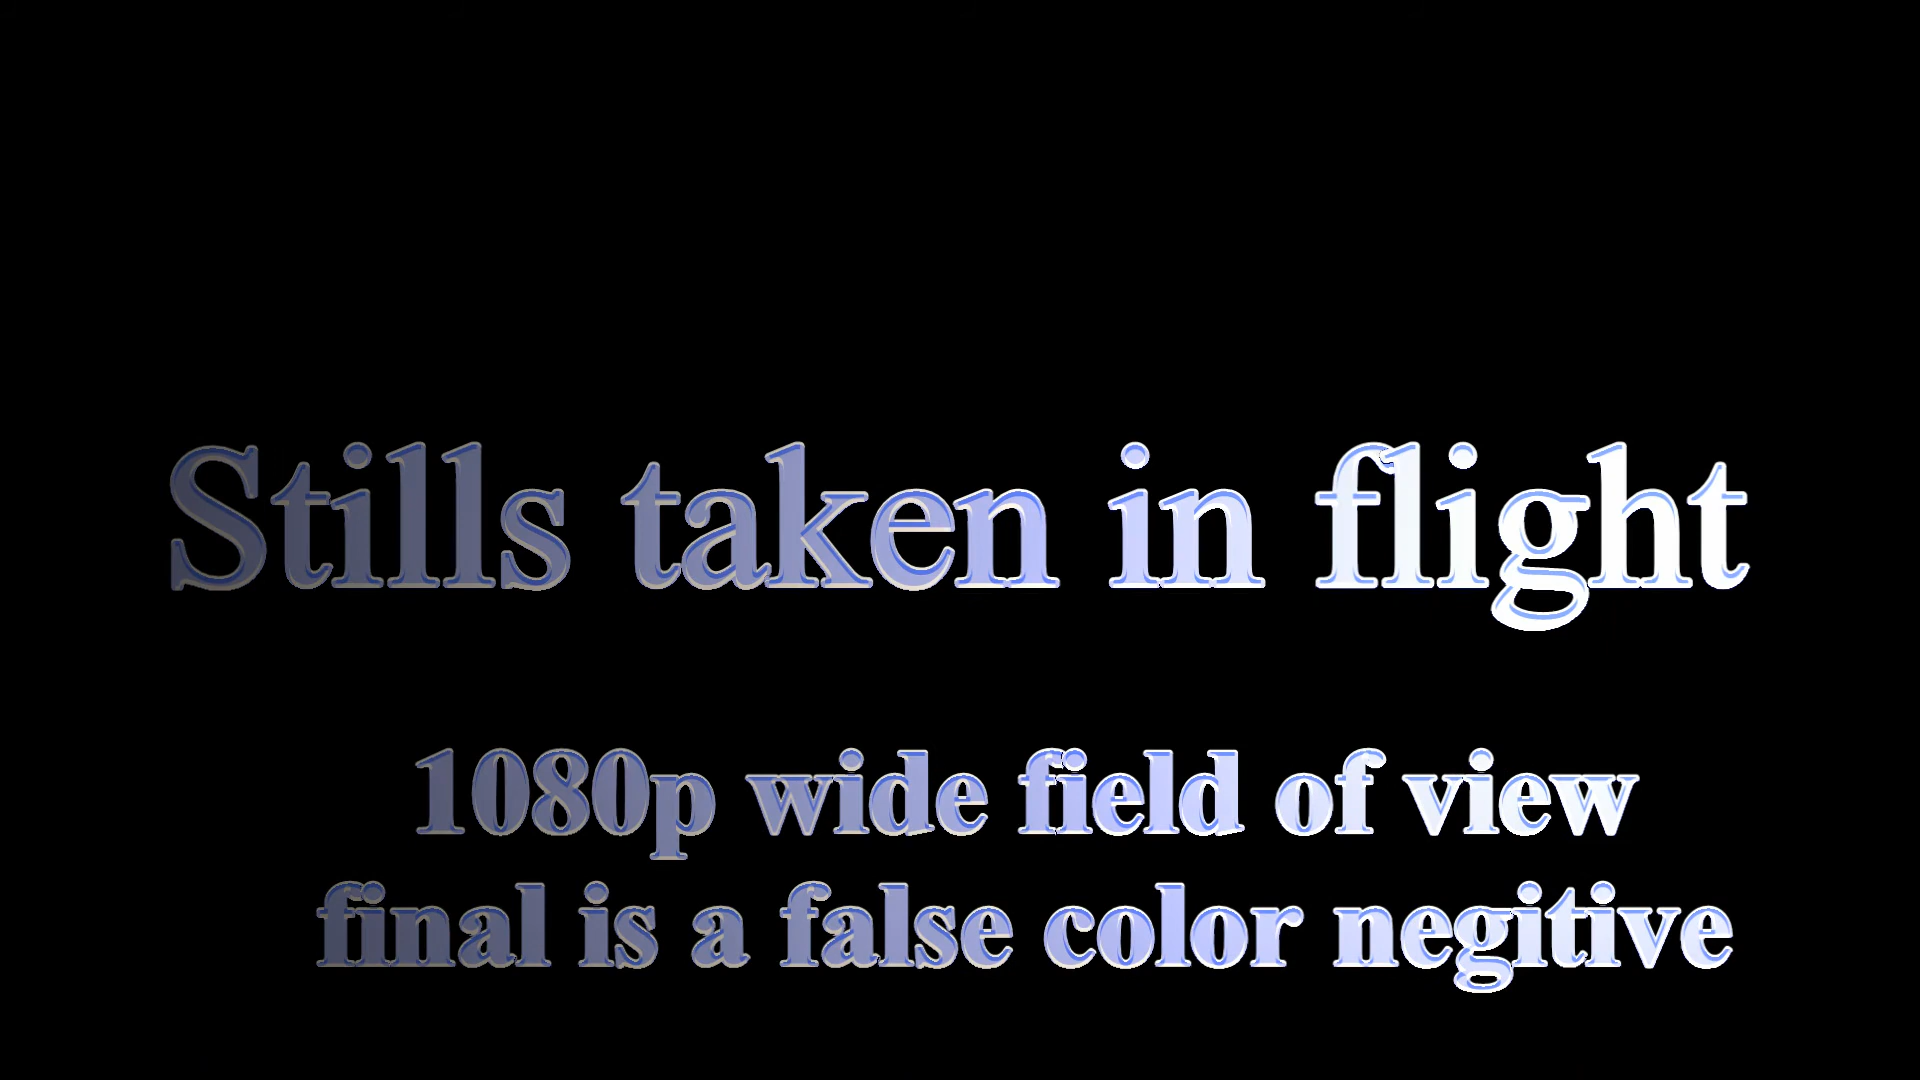 Stills taken in flight
1080p wide field of view
final is a false color negitive